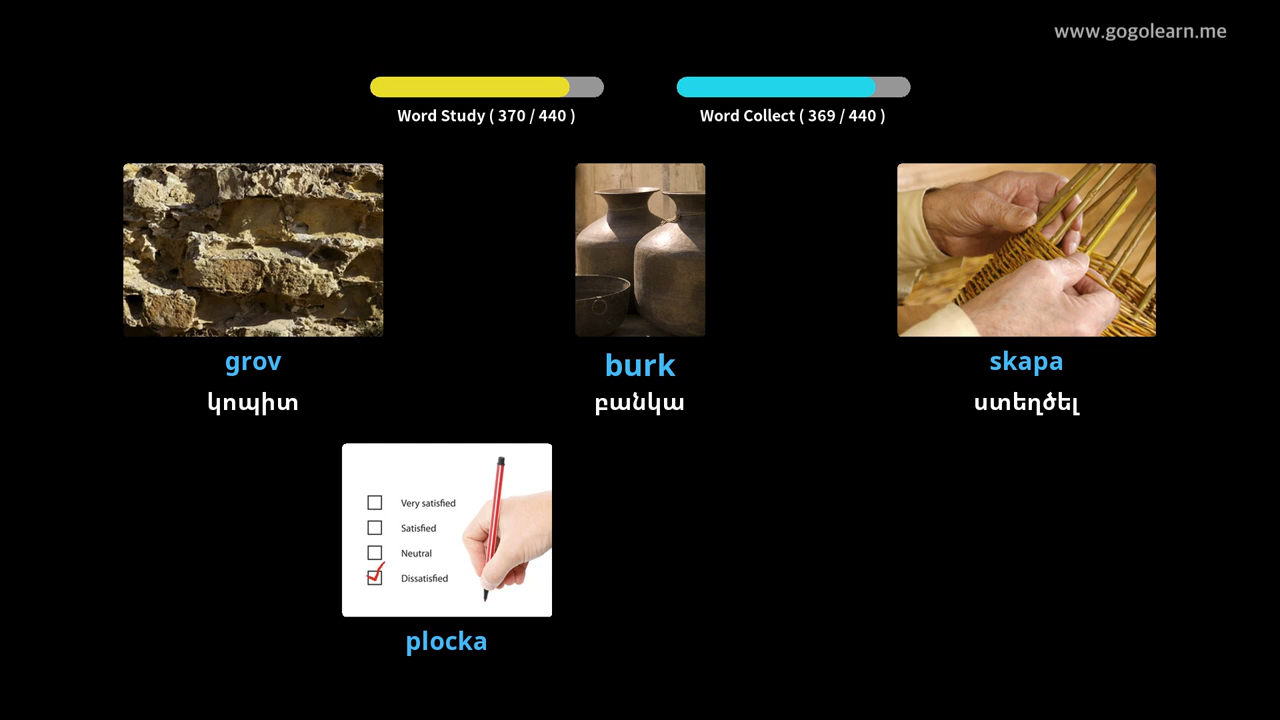 www.gogolearn.me
Word Study ( 370 / 440 )
Word Collect ( 369 / 440 )
grov
burk
skapa
կոպիտ
բանկա
ստեղծել
Very satisfied
Satisfied
Neutral
Dissatisfied
plocka